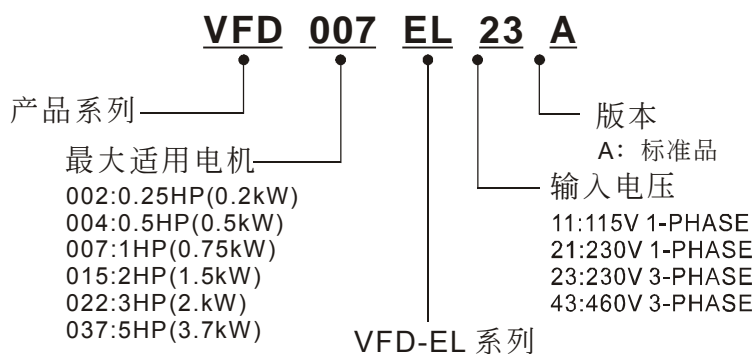 VFD 007 EL 23 A
产品系列
版本
A：标准品
最大适用电机
002:0.25HP(0.2kW)
004:0.5HP(0.5kW)
007:1HP(0.75kW)
015:2HP(1.5kW)
022:3HP(2.kW)
037:5HP(3.7kW)
输入电压
11:115V 1-PHASE
21:230V 1-PHASE
23:230V 3-PHASE
43:460V 3-PHASE
VFD-EL 系列